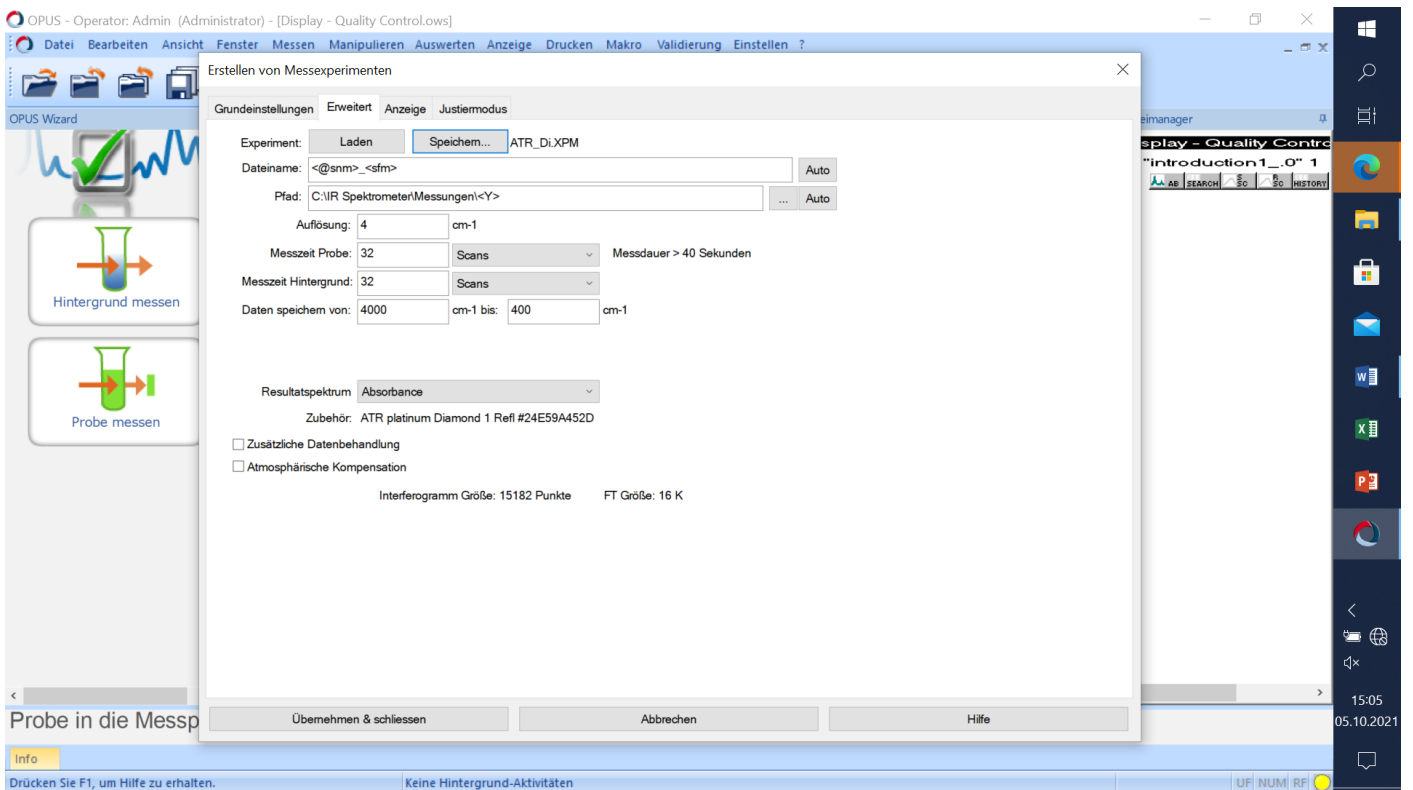 OPUS - Operator: Admin (Administrator) - [Display - Quality Control.ows]
Datei Bearbeiten Ansicht Fenster Messen Manipulieren Auswerten Anzeige Drucken Makro Validierung Einstellen ?
OPUS Wizard
Hintergrund messen
Probe messen
Erstellen von Messexperimenten
Grundeinstellungen Erweitert Anzeige Justiermodus
Experiment: Laden Speichern... ATR_Di.XPM
Dateiname: <@snm>_<sfm> Auto
Pfad: C:\IR Spektrometer\Messungen\<Y> ... Auto
Auflösung: 4 cm-1
Messzeit Probe: 32 Scans Messdauer > 40 Sekunden
Messzeit Hintergrund: 32 Scans
Daten speichern von: 4000 cm-1 bis: 400 cm-1
Resultatspektrum Absorbance
Zubehör: ATR platinum Diamond 1 Refl #24E59A452D
Zusätzliche Datenbehandlung
Atmosphärische Kompensation
Interferogramm Größe: 15182 Punkte FT Größe: 16 K
Übernehmen & schliessen Abbrechen Hilfe
eimanager
splay - Quality Contro
"introduction1_.0" 1
AB SEARCH S SC R SC HISTORY
Probe in die Messp
Info
Drücken Sie F1, um Hilfe zu erhalten. Keine Hintergrund-Aktivitäten UF NUM RF
15:05
05.10.2021